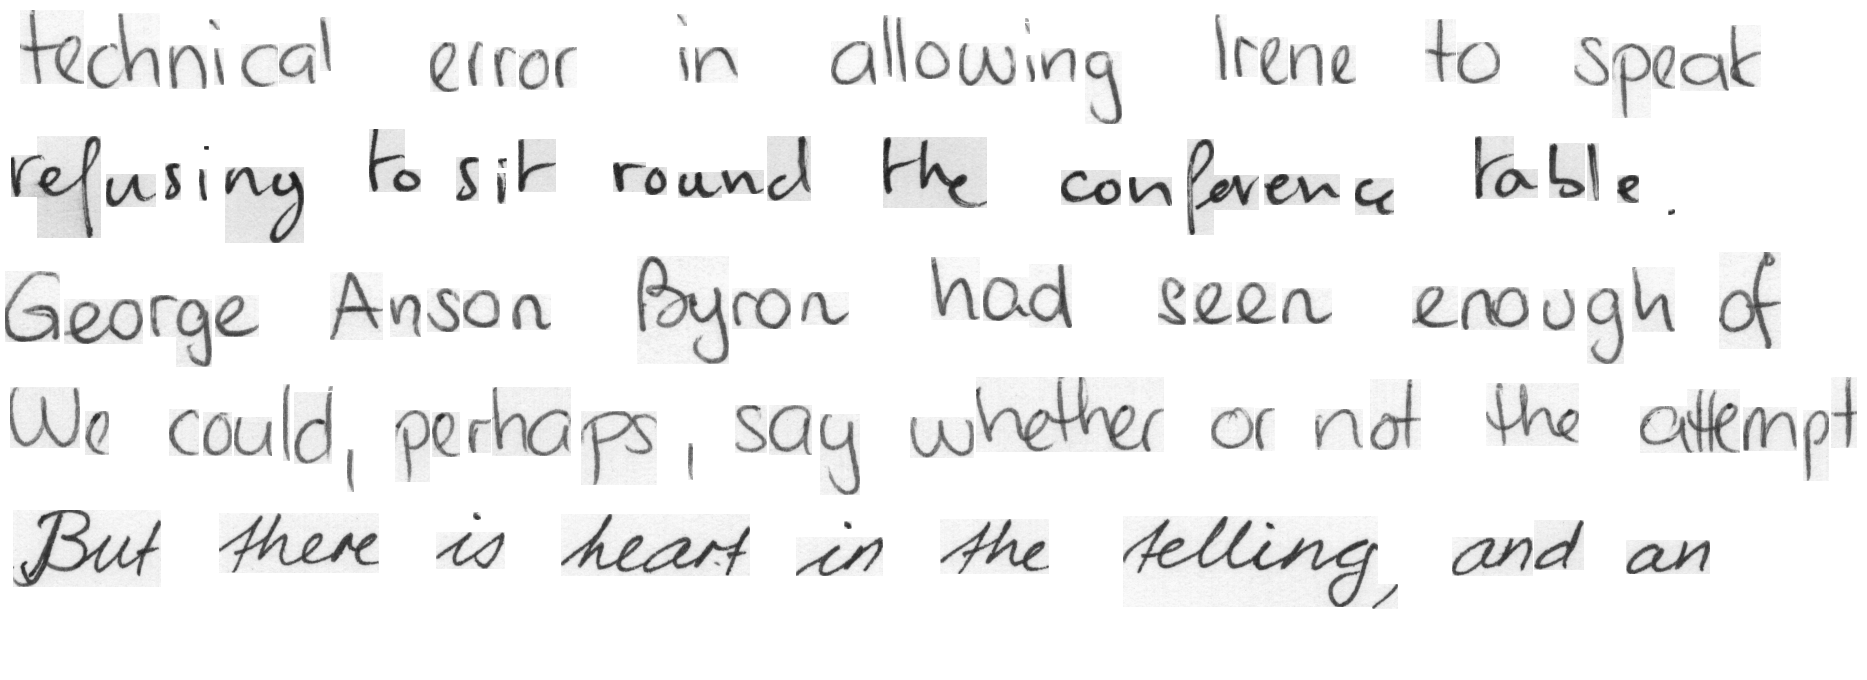 technical error in allowing Irene to speak
refusing to sit round the conference table.
George Anson Byron had seen enough of
We could, perhaps, say whether or not the attempt
But there is heart in the telling, and an